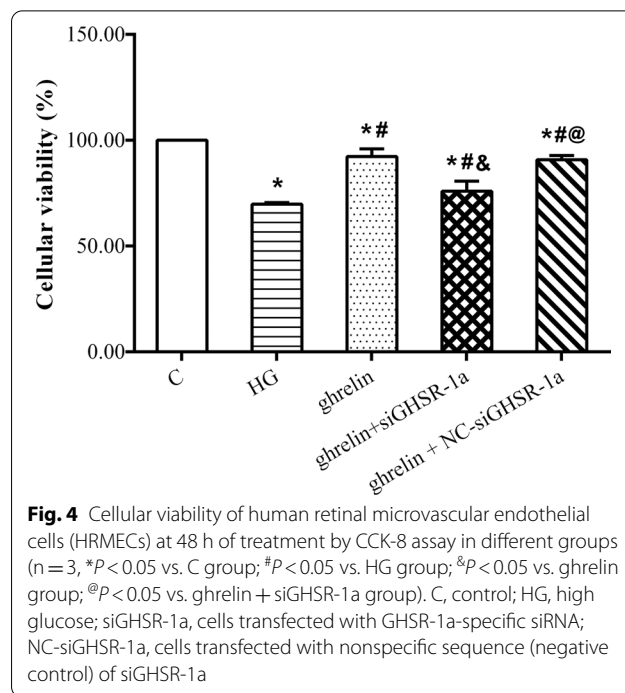 150.00
100.00
50.00
0.00
Cellular viability (%)
*
*#
*#&
*#@
C
HG
ghrelin
ghrelin+siGHSR-1a
ghrelin + NC-siGHSR-1a
Fig. 4 Cellular viability of human retinal microvascular endothelial
cells (HRMECs) at 48 h of treatment by CCK-8 assay in different groups
(n = 3, *P < 0.05 vs. C group; #P < 0.05 vs. HG group; &P < 0.05 vs. ghrelin
group; @P < 0.05 vs. ghrelin + siGHSR-1a group). C, control; HG, high
glucose; siGHSR-1a, cells transfected with GHSR-1a-specific siRNA;
NC-siGHSR-1a, cells transfected with nonspecific sequence (negative
control) of siGHSR-1a